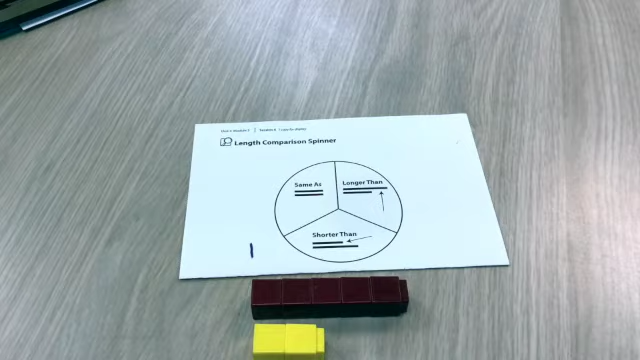 Length Comparison Spinner
Same As
Longer Than
Shorter Than